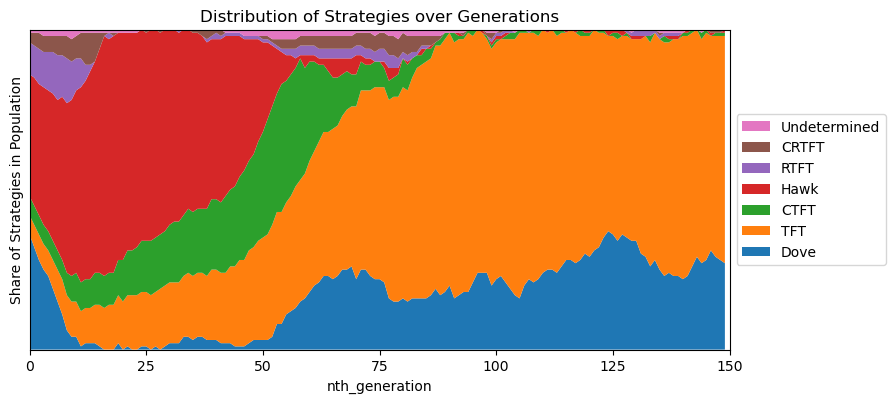 Distribution of Strategies over Generations
Share of Strategies in Population
Undetermined
CRTFT
RTFT
Hawk
CTFT
TFT
Dove
0 25 50 75 100 125 150
nth_generation